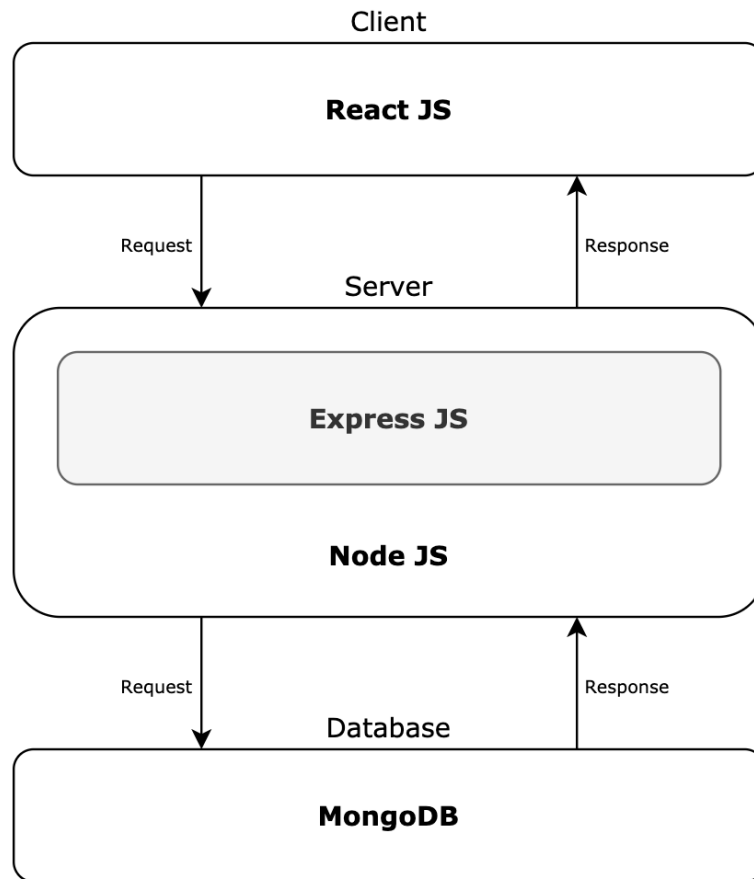 Client
React JS
Request
Response
Server
Express JS
Node JS
Request
Response
Database
MongoDB